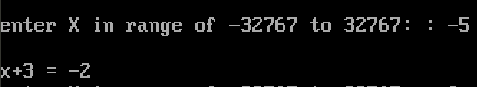 enter X in range of -32767 to 32767: : -5
x+3 = -2